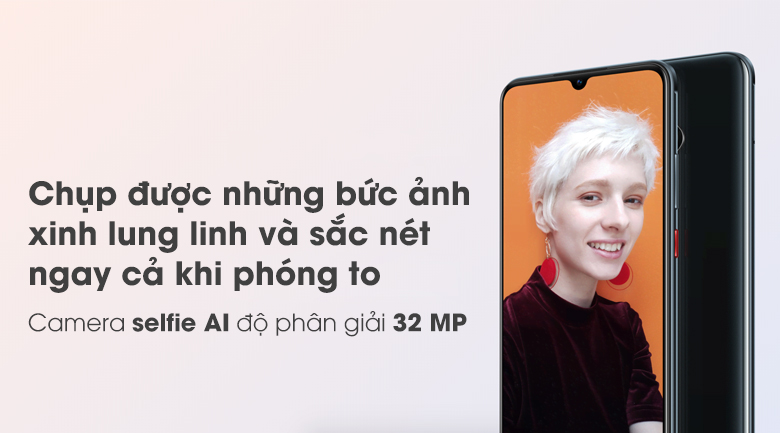 Chụp được những bức ảnh
xinh lung linh và sắc nét
ngay cả khi phóng to
Camera selfie AI độ phân giải 32 MP